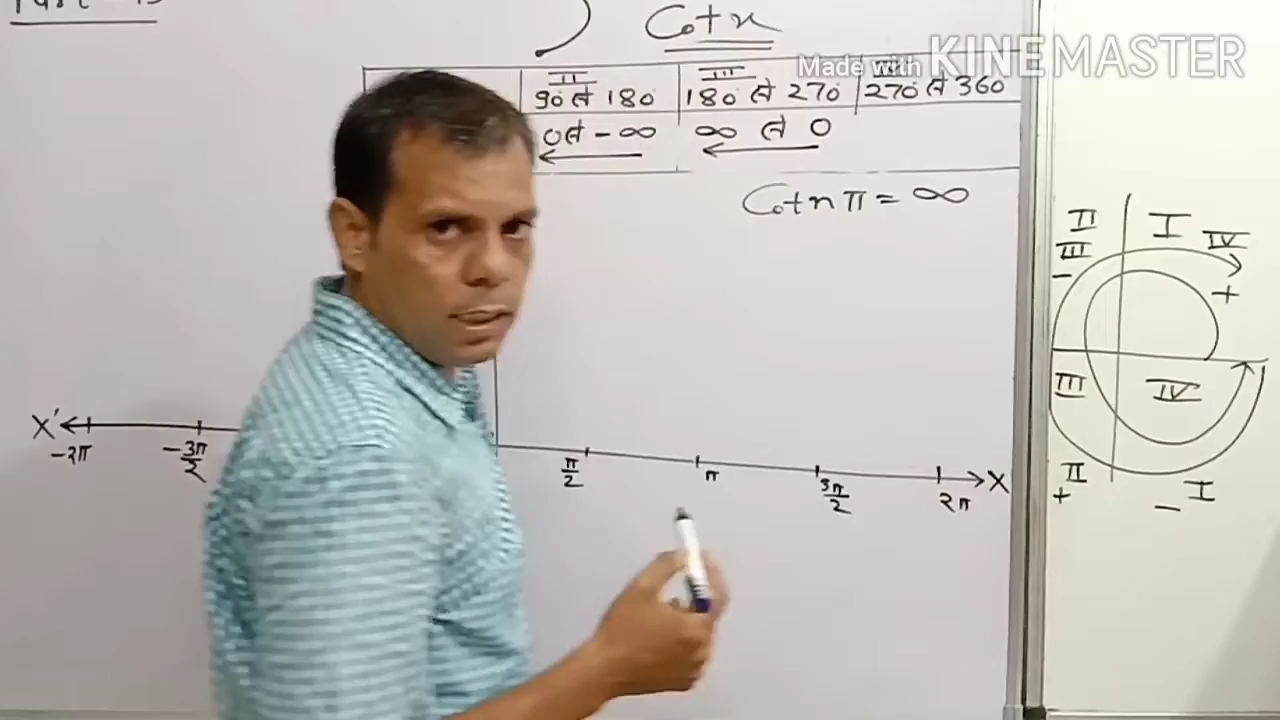 Cot x
Made with KINEMASTER
II III
90 से 180 180 से 270 270 से 360
0 से - ∞ ∞ से 0
Cot n π = ∞
II I
III IV
- +
X' X
-2π -3π/2 π/2 π 3π/2 2π
III IV
II I
+ -